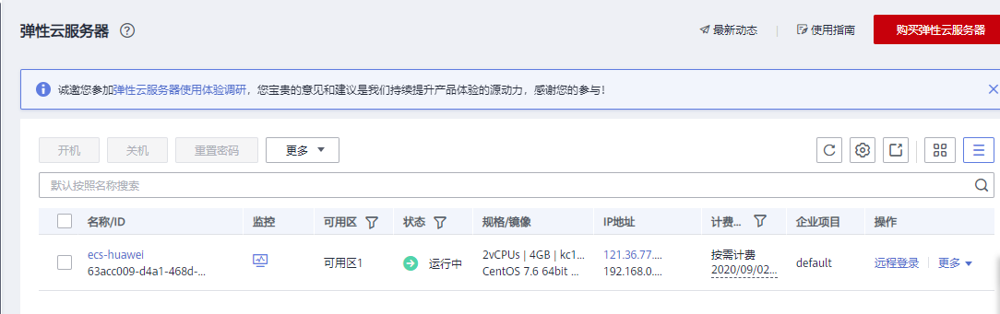 弹性云服务器
最新动态
使用指南
购买弹性云服务器
诚邀您参加弹性云服务器使用体验调研，您宝贵的意见和建议是我们持续提升产品体验的源动力，感谢您的参与！
开机
关机
重置密码
更多
默认按照名称搜索
名称/ID 监控 可用区 状态 规格/镜像 IP地址 计费... 企业项目 操作
ecs-huawei
63acc009-d4a1-468d-...
可用区1
运行中
2vCPUs | 4GB | kc1...
CentOS 7.6 64bit ...
121.36.77....
192.168.0....
按需计费
2020/09/02...
default
远程登录
更多